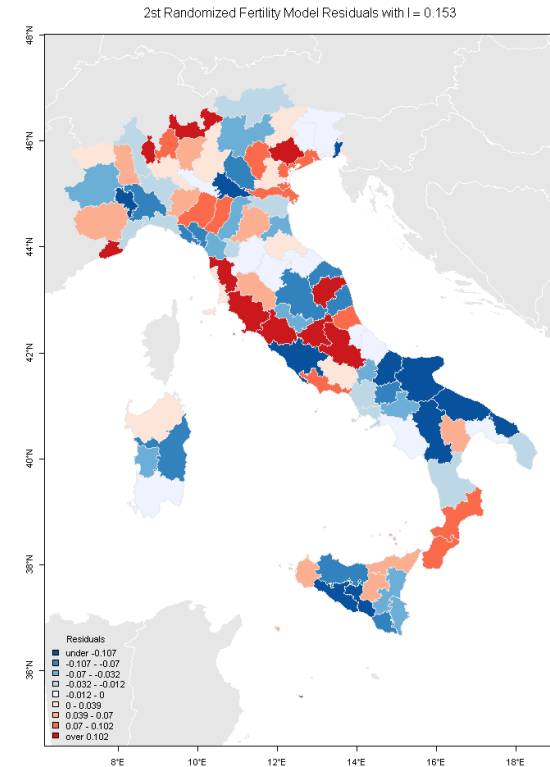 2st Randomized Fertility Model Residuals with I = 0.153
48°N
46°N
44°N
42°N
40°N
38°N
36°N
Residuals
under -0.107
-0.107 - -0.07
-0.07 - -0.032
-0.032 - -0.012
-0.012 - 0
0 - 0.039
0.039 - 0.07
0.07 - 0.102
over 0.102
8°E 10°E 12°E 14°E 16°E 18°E